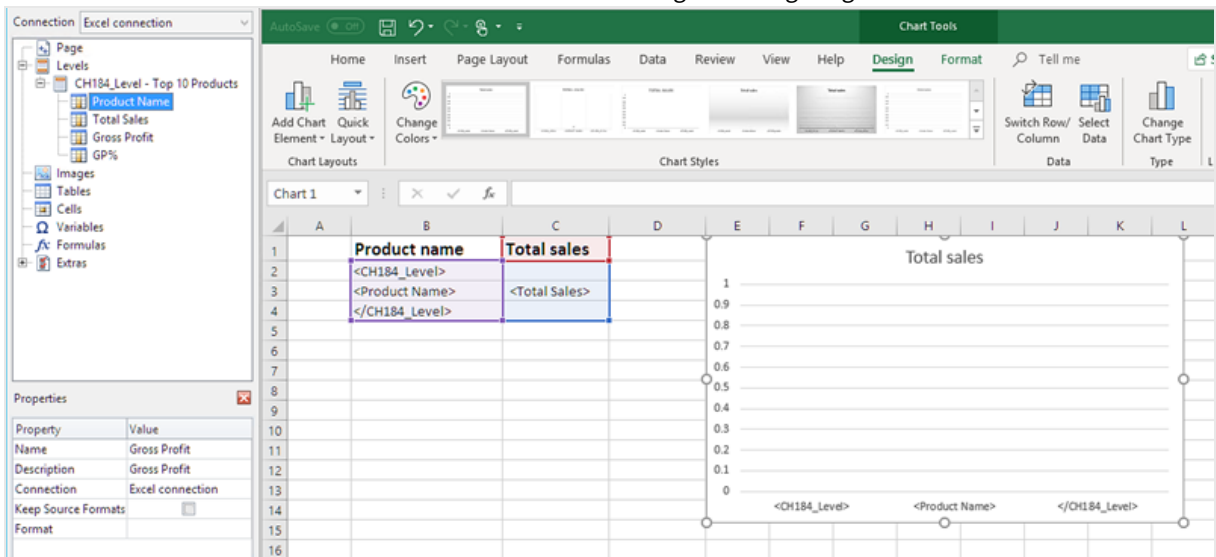 Connection Excel connection
Page
Levels
CH184_Level - Top 10 Products
Product Name
Total Sales
Gross Profit
GP%
Images
Tables
Cells
Variables
Formulas
Extras
Properties
Property Value
Name Gross Profit
Description Gross Profit
Connection Excel connection
Keep Source Formats
Format
AutoSave Off
Chart Tools
Home Insert Page Layout Formulas Data Review View Help Design Format Tell me
Add Chart Element Quick Layout Change Colors Switch Row/ Column Select Data Change Chart Type
Chart Layouts Chart Styles Data Type
Chart 1 fx
A B C D E F G H I J K L
1 Product name Total sales
2 <CH184_Level>
3 <Product Name> <Total Sales>
4 </CH184_Level>
5
6
7
8
9
10
11
12
13
14
15
16
Total sales
1
0.9
0.8
0.7
0.6
0.5
0.4
0.3
0.2
0.1
0
<CH184_Level> <Product Name> </CH184_Level>